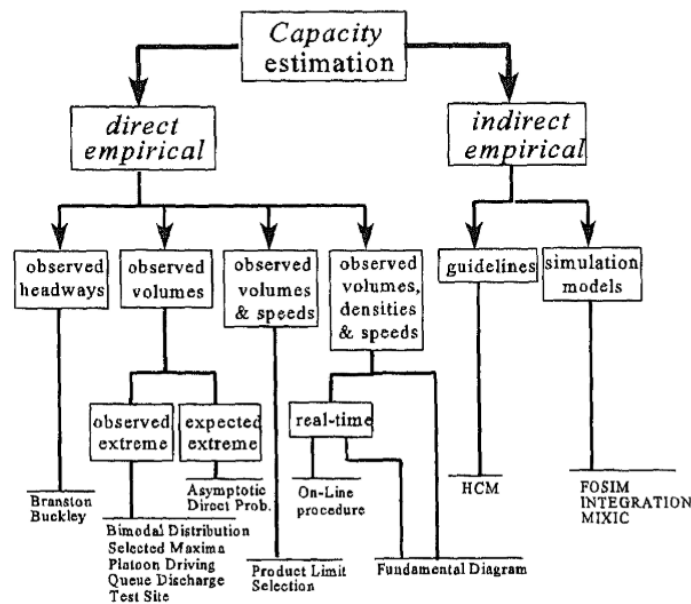 Capacity
estimation
direct
empirical
indirect
empirical
observed
headways
observed
volumes
observed
volumes
& speeds
observed
volumes,
densities
& speeds
guidelines
simulation
models
observed
extreme
expected
extreme
real-time
Branston
Buckley
Asymptotic
Direct Prob.
On-Line
procedure
HCM
FOSIM
INTEGRATION
MIXIC
Bimodal Distribution
Selected Maxima
Platoon Driving
Queue Discharge
Test Site
Product Limit
Selection
Fundamental Diagram